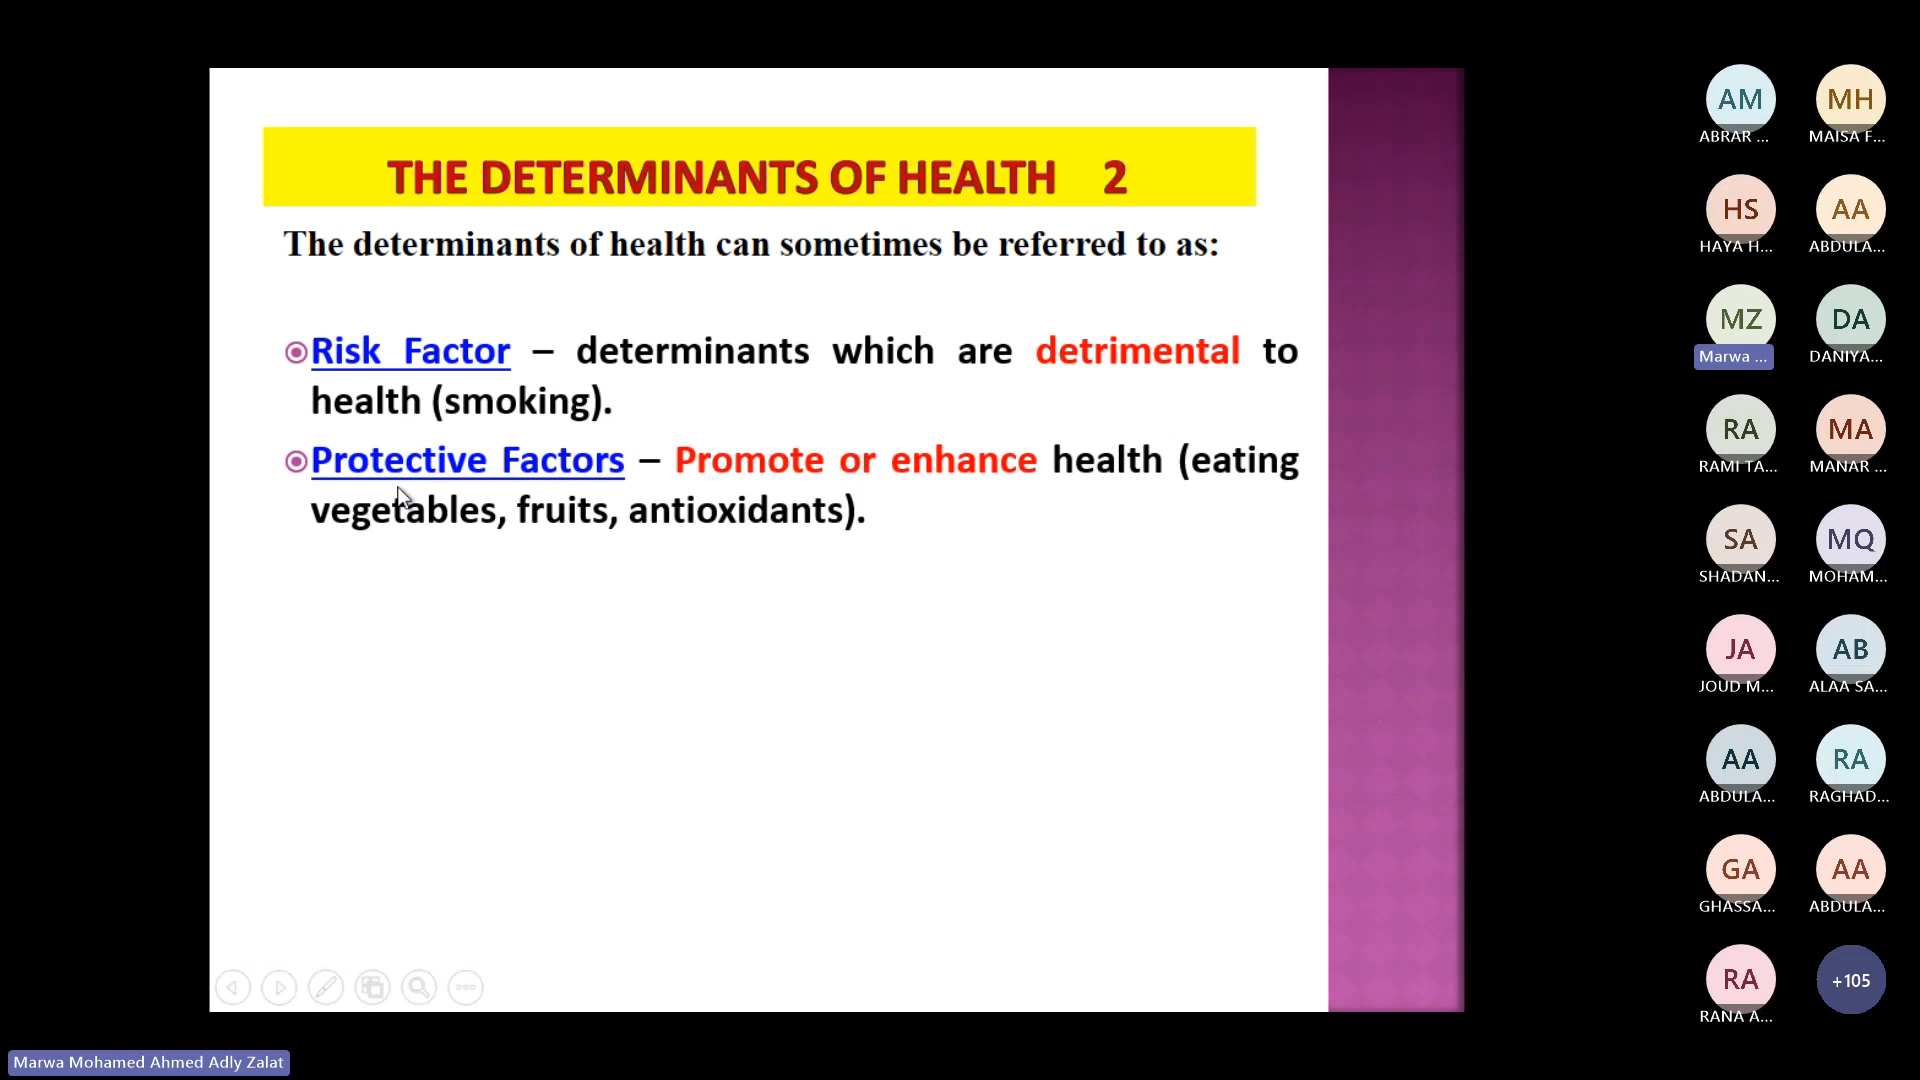 THE DETERMINANTS OF HEALTH 2
The determinants of health can sometimes be referred to as:
Risk Factor – determinants which are detrimental to
health (smoking).
Protective Factors – Promote or enhance health (eating
vegetables, fruits, antioxidants).
AM
ABRAR ...
MH
MAISA F...
HS
HAYA H...
AA
ABDULA...
MZ
Marwa ...
DA
DANIYA...
RA
RAMI TA...
MA
MANAR ...
SA
SHADAN...
MQ
MOHAM...
JA
JOUD M...
AB
ALAA SA...
AA
ABDULA...
RA
RAGHAD...
GA
GHASSA...
AA
ABDULA...
RA
RANA A...
+105
Marwa Mohamed Ahmed Adly Zalat